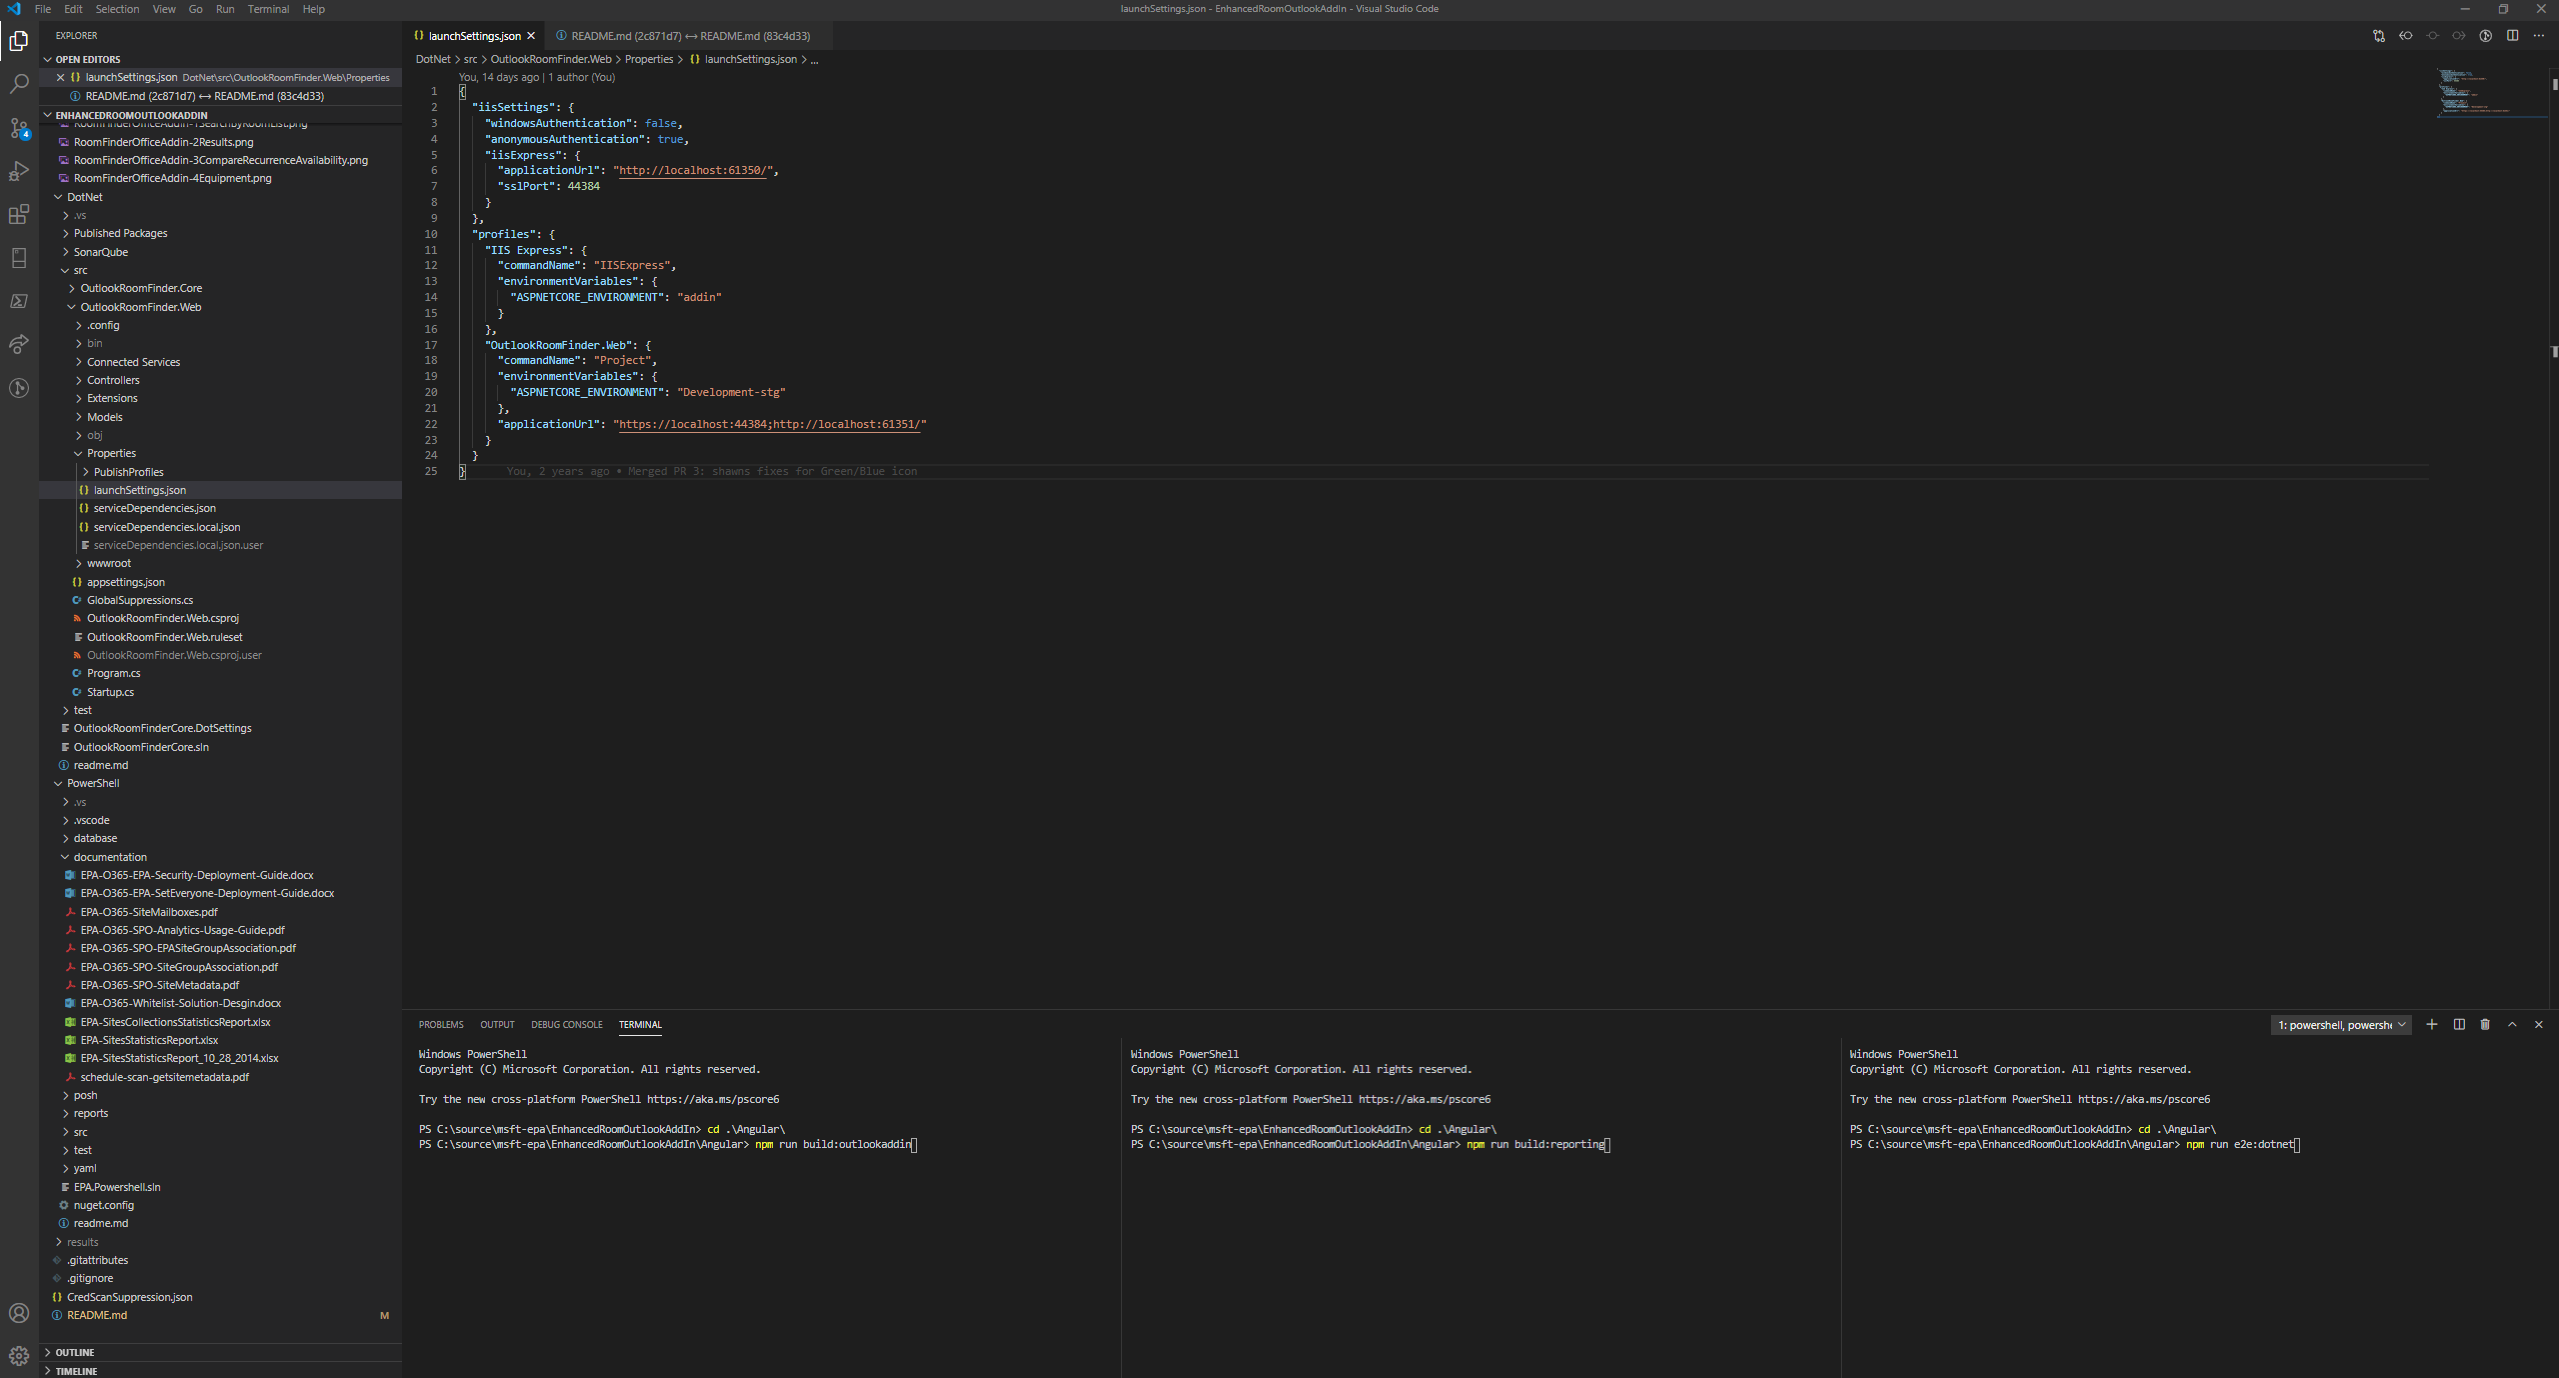 File Edit Selection View Go Run Terminal Help
launchSettings.json - EnhancedRoomOutlookAddIn - Visual Studio Code
EXPLORER
OPEN EDITORS
launchSettings.json DotNet\src\OutlookRoomFinder.Web\Properties
README.md (2c871d7) ↔ README.md (83c4d33)
ENHANCEDROOMOUTLOOKADDIN
RoomFinderOfficeAddin-1SearchByRoomList.png
RoomFinderOfficeAddin-2Results.png
RoomFinderOfficeAddin-3CompareRecurrenceAvailability.png
RoomFinderOfficeAddin-4Equipment.png
DotNet
.vs
Published Packages
SonarQube
src
OutlookRoomFinder.Core
OutlookRoomFinder.Web
.config
bin
Connected Services
Controllers
Extensions
Models
obj
Properties
PublishProfiles
launchSettings.json
serviceDependencies.json
serviceDependencies.local.json
serviceDependencies.local.json.user
wwwroot
appsettings.json
GlobalSuppressions.cs
OutlookRoomFinder.Web.csproj
OutlookRoomFinder.Web.ruleset
OutlookRoomFinder.Web.csproj.user
Program.cs
Startup.cs
test
OutlookRoomFinderCore.DotSettings
OutlookRoomFinderCore.sln
readme.md
PowerShell
.vs
.vscode
database
documentation
EPA-O365-EPA-Security-Deployment-Guide.docx
EPA-O365-EPA-SetEveryone-Deployment-Guide.docx
EPA-O365-SiteMailboxes.pdf
EPA-O365-SPO-Analytics-Usage-Guide.pdf
EPA-O365-SPO-EPASiteGroupAssociation.pdf
EPA-O365-SPO-SiteGroupAssociation.pdf
EPA-O365-SPO-SiteMetadata.pdf
EPA-O365-Whitelist-Solution-Desgin.docx
EPA-SitesCollectionsStatisticsReport.xlsx
EPA-SitesStatisticsReport.xlsx
EPA-SitesStatisticsReport_10_28_2014.xlsx
schedule-scan-getsitemetadata.pdf
posh
reports
src
test
yaml
EPA.Powershell.sln
nuget.config
readme.md
results
.gitattributes
.gitignore
CredScanSuppression.json
README.md M
OUTLINE
TIMELINE
4
launchSettings.json
README.md (2c871d7) ↔ README.md (83c4d33)
DotNet > src > OutlookRoomFinder.Web > Properties > {} launchSettings.json > ...
You, 14 days ago | 1 author (You)
1 {
2 "iisSettings": {
3 "windowsAuthentication": false,
4 "anonymousAuthentication": true,
5 "iisExpress": {
6 "applicationUrl": "http://localhost:61350/",
7 "sslPort": 44384
8 }
9 },
10 "profiles": {
11 "IIS Express": {
12 "commandName": "IISExpress",
13 "environmentVariables": {
14 "ASPNETCORE_ENVIRONMENT": "addin"
15 }
16 },
17 "OutlookRoomFinder.Web": {
18 "commandName": "Project",
19 "environmentVariables": {
20 "ASPNETCORE_ENVIRONMENT": "Development-stg"
21 },
22 "applicationUrl": "https://localhost:44384;http://localhost:61351/"
23 }
24 }
25 } You, 2 years ago • Merged PR 3: shawns fixes for Green/Blue icon
PROBLEMS OUTPUT DEBUG CONSOLE TERMINAL
1: powershell, powershe
Windows PowerShell
Copyright (C) Microsoft Corporation. All rights reserved.
Try the new cross-platform PowerShell https://aka.ms/pscore6
PS C:\source\msft-epa\EnhancedRoomOutlookAddIn> cd .\Angular\
PS C:\source\msft-epa\EnhancedRoomOutlookAddIn\Angular> npm run build:outlookaddin
Windows PowerShell
Copyright (C) Microsoft Corporation. All rights reserved.
Try the new cross-platform PowerShell https://aka.ms/pscore6
PS C:\source\msft-epa\EnhancedRoomOutlookAddIn> cd .\Angular\
PS C:\source\msft-epa\EnhancedRoomOutlookAddIn\Angular> npm run build:reporting
Windows PowerShell
Copyright (C) Microsoft Corporation. All rights reserved.
Try the new cross-platform PowerShell https://aka.ms/pscore6
PS C:\source\msft-epa\EnhancedRoomOutlookAddIn> cd .\Angular\
PS C:\source\msft-epa\EnhancedRoomOutlookAddIn\Angular> npm run e2e:dotnet